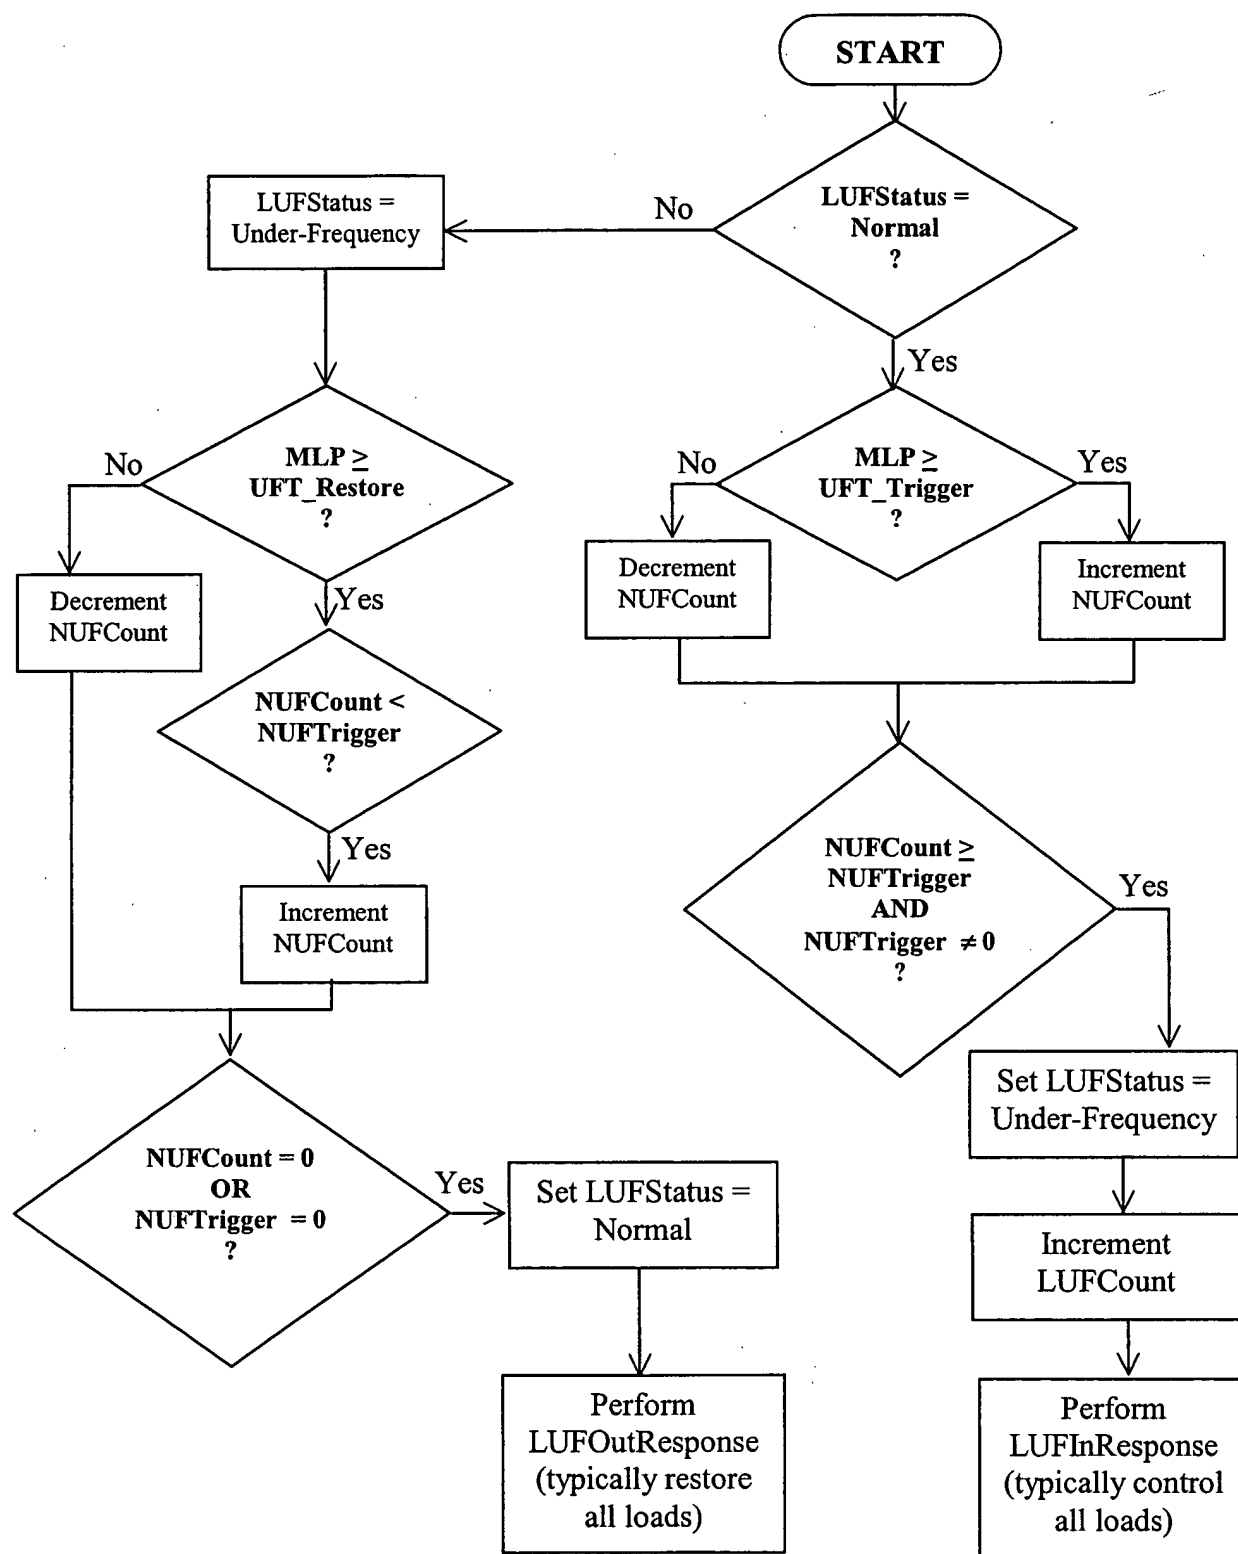 START
LUFStatus =
Normal
?
No
LUFStatus =
Under-Frequency
Yes
MLP ≥
UFT_Restore
?
No
MLP ≥
UFT_Trigger
?
No
Yes
Decrement
NUFCount
Yes
Decrement
NUFCount
Increment
NUFCount
NUFCount <
NUFTrigger
?
Yes
Increment
NUFCount
NUFCount ≥
NUFTrigger
AND
NUFTrigger ≠ 0
?
Yes
NUFCount = 0
OR
NUFTrigger = 0
?
Yes
Set LUFStatus =
Normal
Set LUFStatus =
Under-Frequency
Increment
LUFCount
Perform
LUFOutResponse
(typically restore
all loads)
Perform
LUFInResponse
(typically control
all loads)